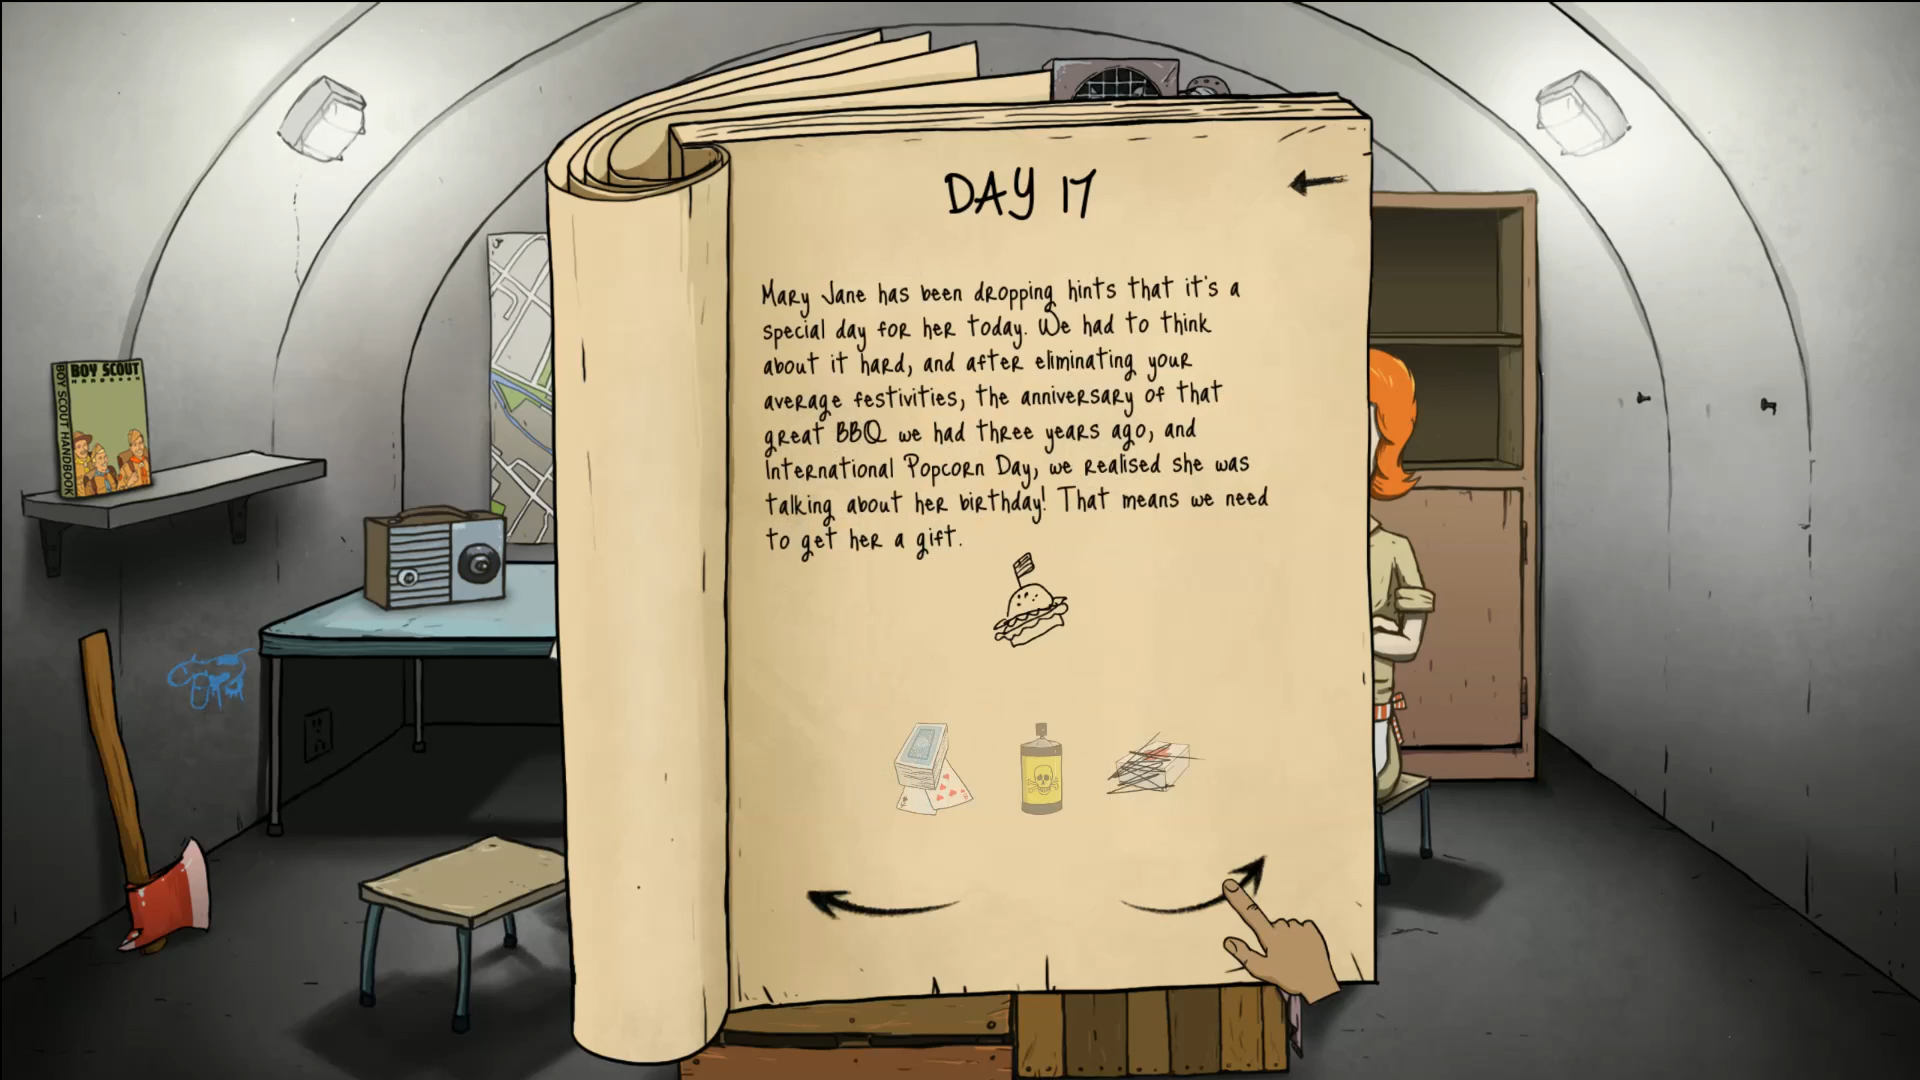 DAY 17
Mary Jane has been dropping hints that it's a
special day for her today. We had to think
about it hard, and after eliminating your
average festivities, the anniversary of that
great BBQ we had three years ago, and
International Popcorn Day, we realised she was
talking about her birthday! That means we need
to get her a gift.
BOY SCOUT
HANDBOOK
BOY SCOUT HANDBOOK